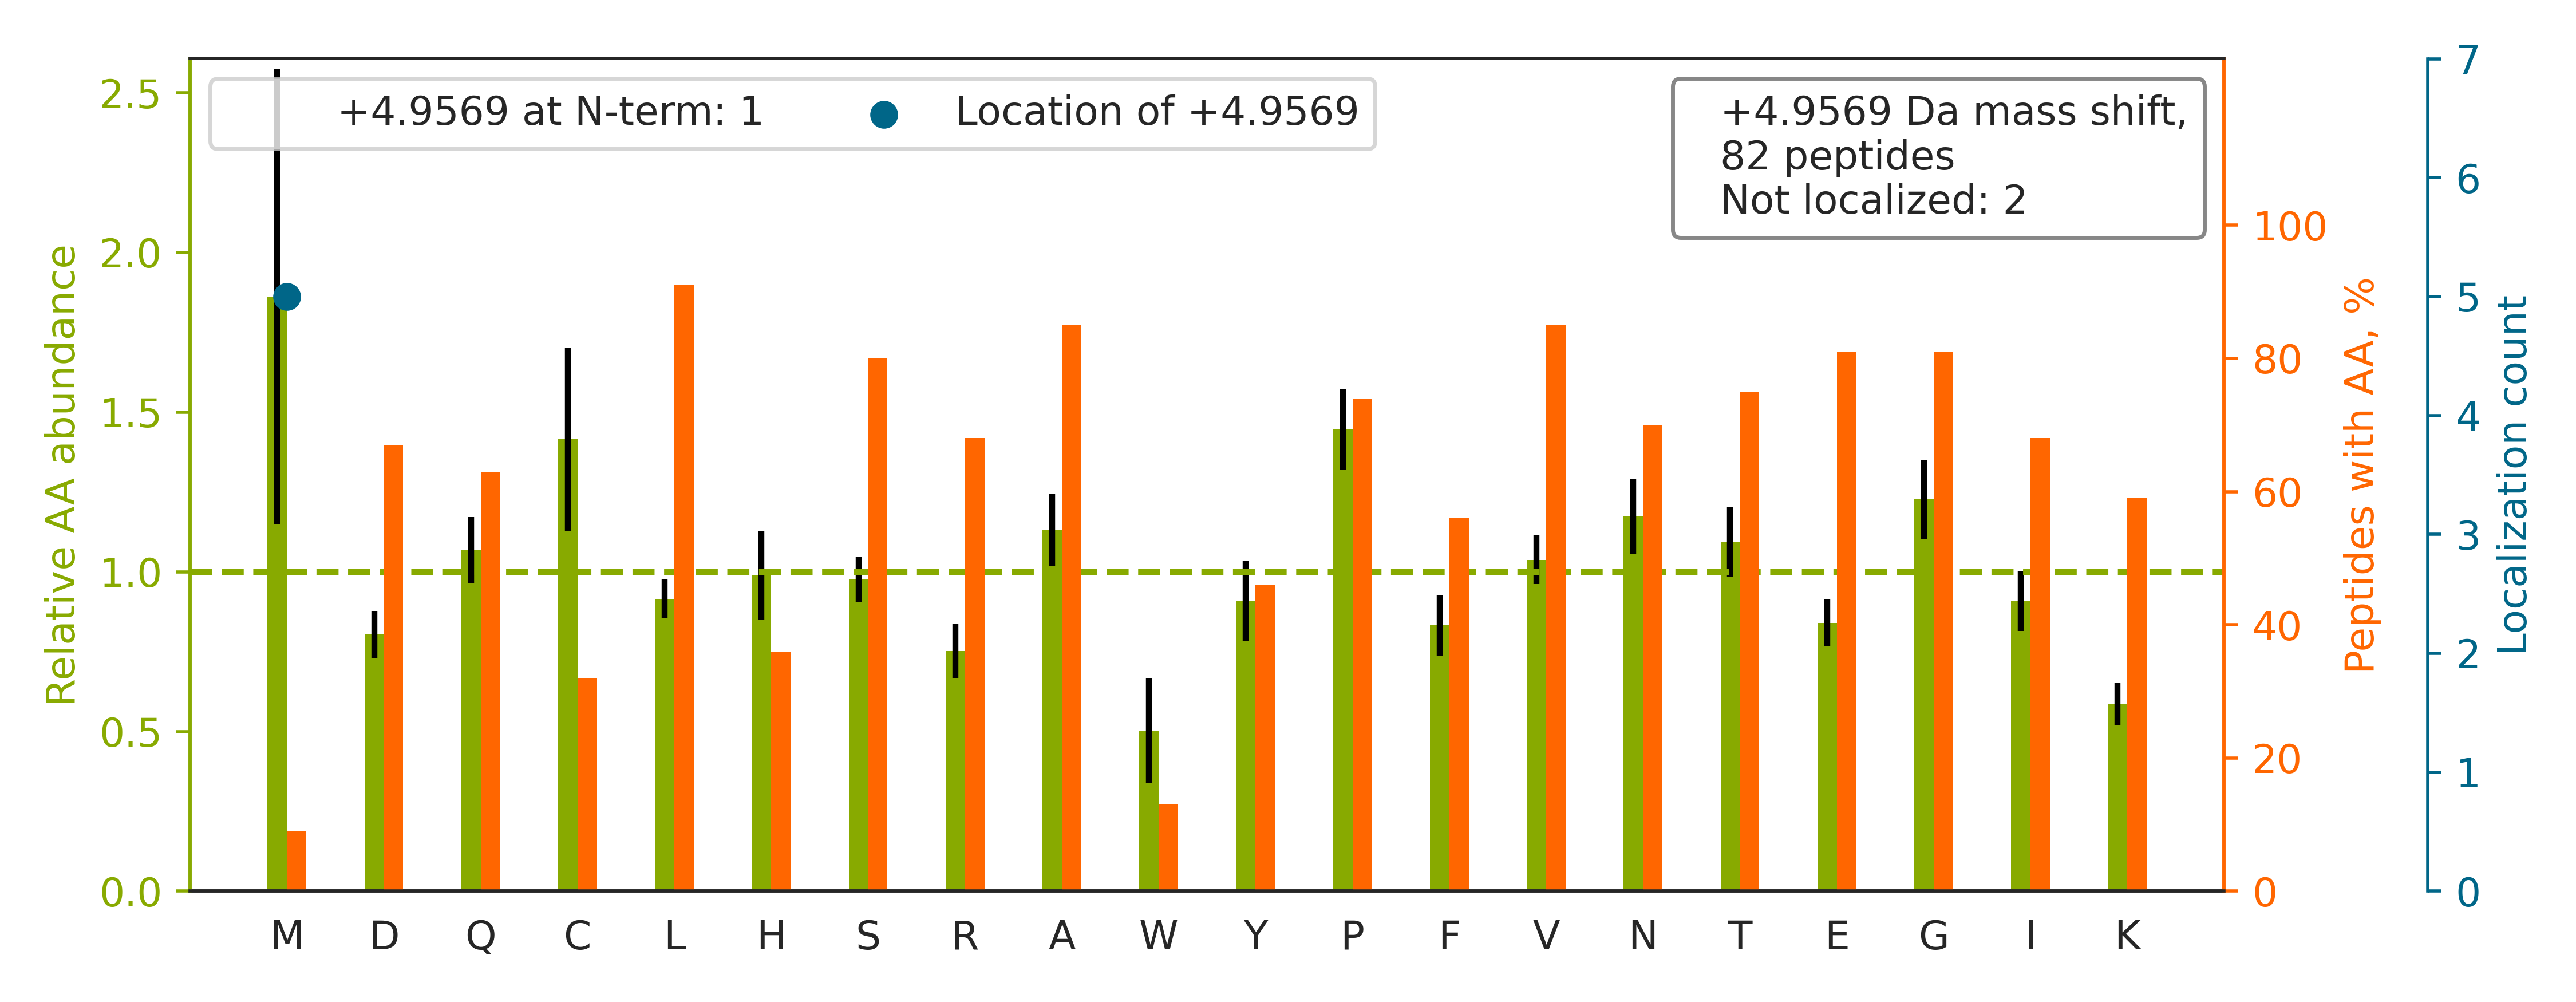 +4.9569 at N-term: 1
Location of +4.9569
+4.9569 Da mass shift,
82 peptides
Not localized: 2
Relative AA abundance
2.5
2.0
1.5
1.0
0.5
0.0
M D Q C L H S R A W Y P F V N T E G I K
100
80
60
40
20
0
Peptides with AA, %
7
6
5
4
3
2
1
0
Localization count